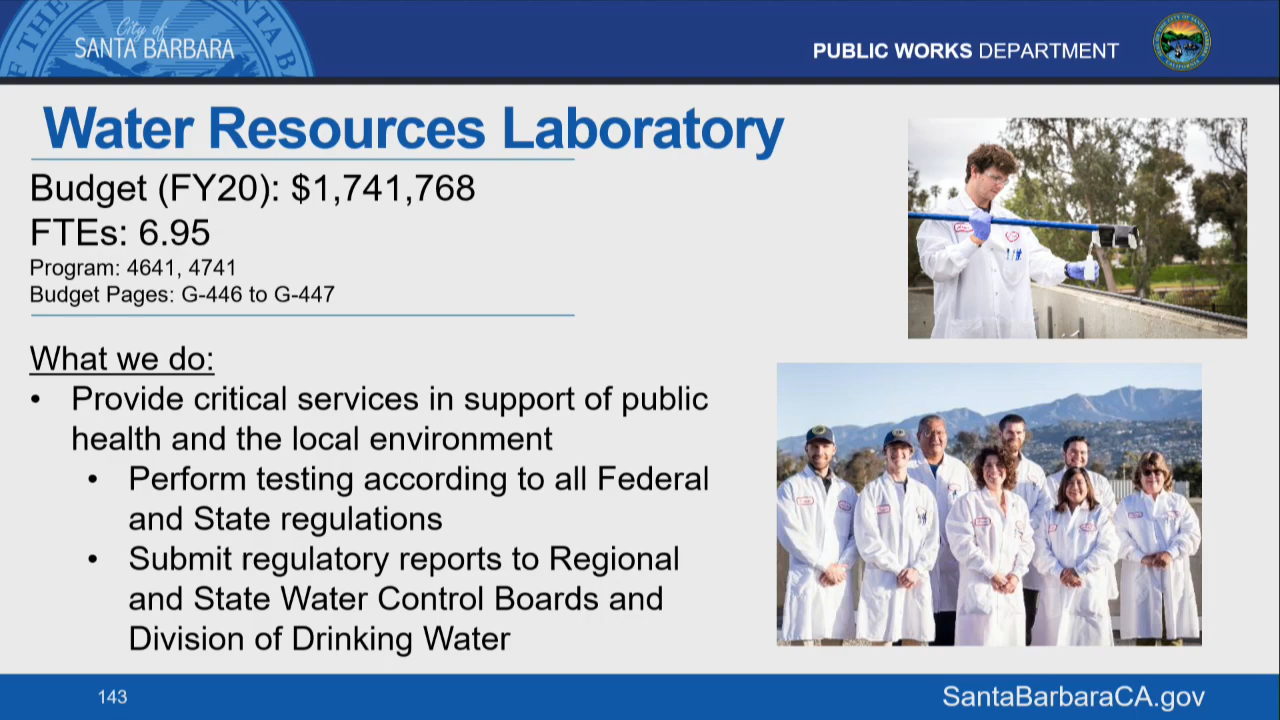 City of
SANTA BARBARA
PUBLIC WORKS DEPARTMENT
Water Resources Laboratory
Budget (FY20): $1,741,768
FTEs: 6.95
Program: 4641, 4741
Budget Pages: G-446 to G-447
What we do:
• Provide critical services in support of public
health and the local environment
• Perform testing according to all Federal
and State regulations
• Submit regulatory reports to Regional
and State Water Control Boards and
Division of Drinking Water
143
SantaBarbaraCA.gov